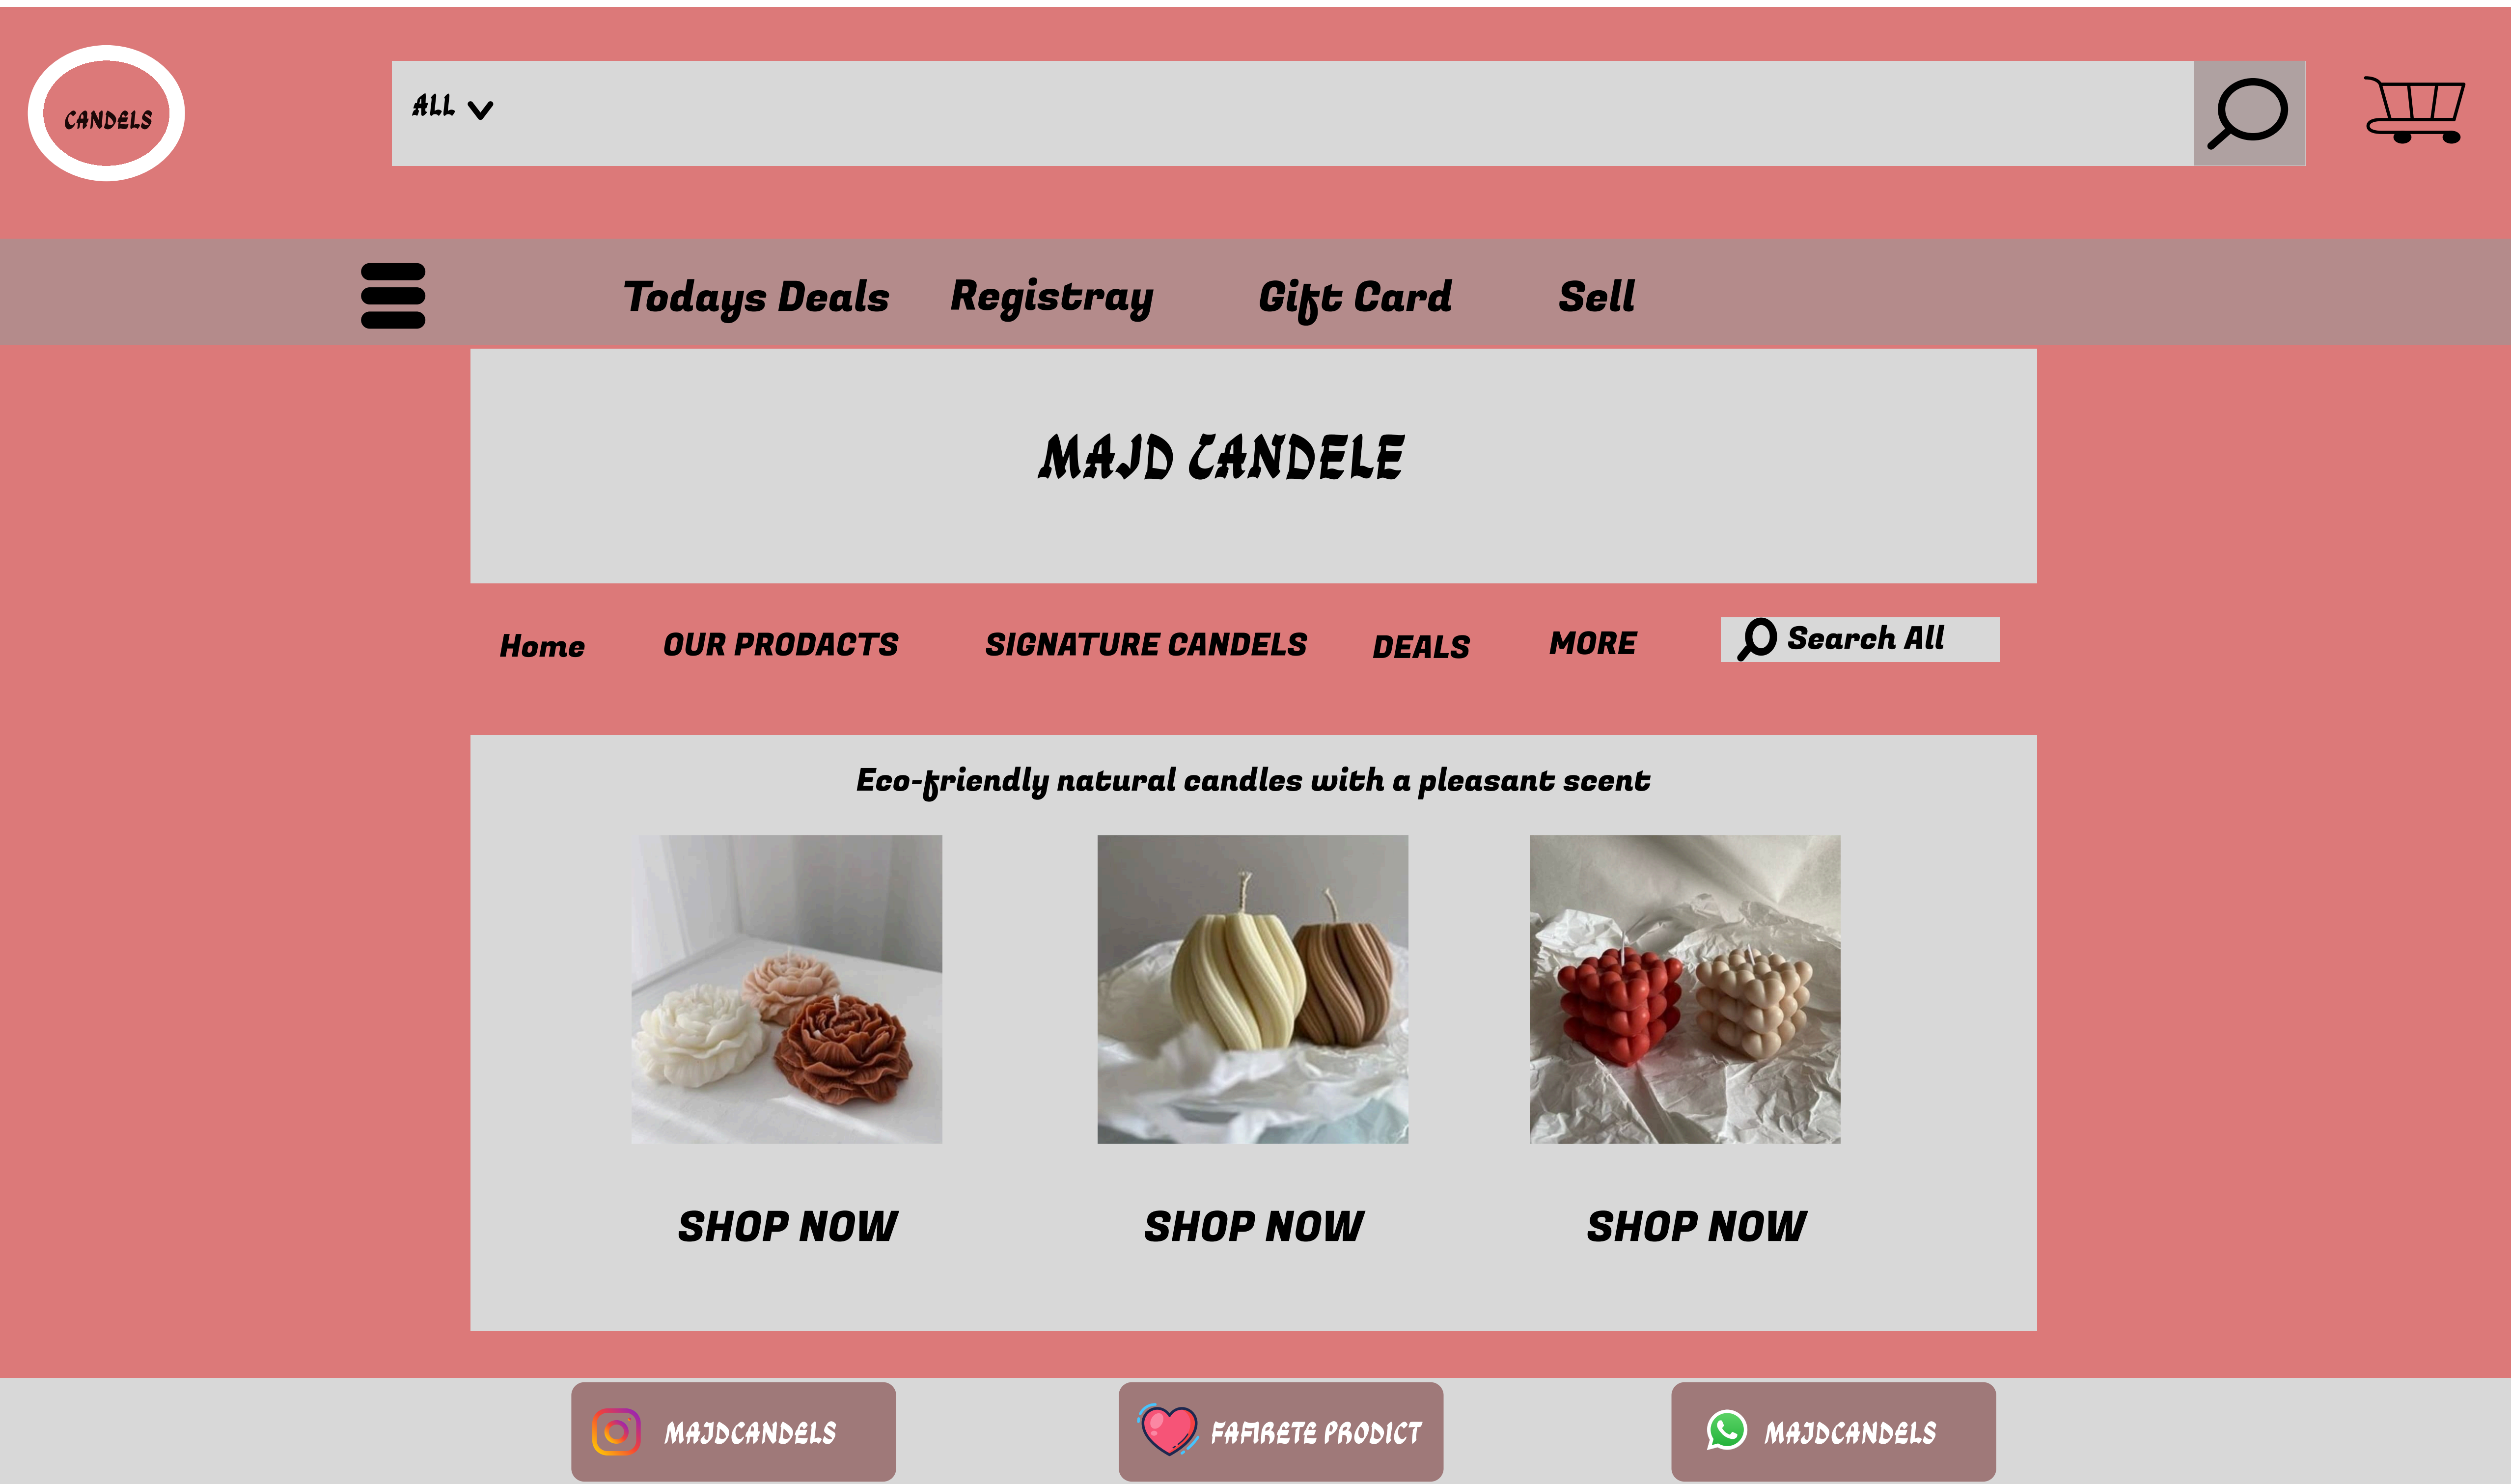 CANDELS
ALL
Todays Deals Registray Gift Card Sell
MAJD CANDELE
Home OUR PRODACTS SIGNATURE CANDELS DEALS MORE Search All
Eco-friendly natural candles with a pleasant scent
SHOP NOW SHOP NOW SHOP NOW
MAJDCANDELS FAFIRETE PRODICT MAJDCANDELS